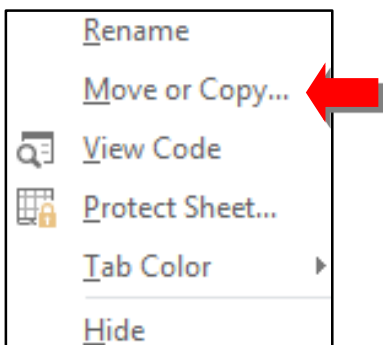 Rename
Move or Copy...
View Code
Protect Sheet...
Tab Color
Hide